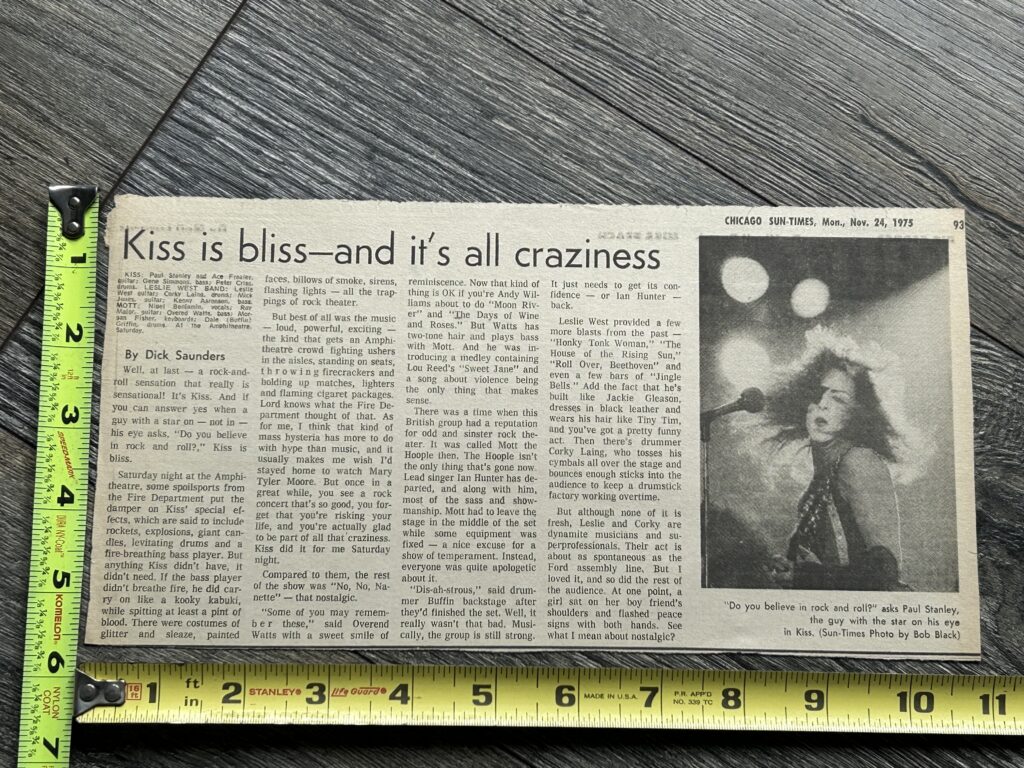 CHICAGO SUN-TIMES, Mon., Nov. 24, 1975 93
Kiss is bliss—and it's all craziness
KISS: Paul Stanley and Ace Frealey,
guitar; Gene Simmons, bass; Peter Criss,
drums. LESLIE WEST BAND: Leslie
West, guitar; Corky Laing, drums; Mick
Jones, guitar; bass.
MOTT: Nigel Benjamin, vocals; Ray
Major, guitar; Overed Watts, bass; Mor-
gan Fisher, keyboards; Dale (Buffin)
Griffin, drums. At the Amphitheatre,
Saturday.
By Dick Saunders
Well, at last — a rock-and-
roll sensation that really is
sensational! It's Kiss. And if
you can answer yes when a
guy with a star on — not in —
his eye asks, "Do you believe
in rock and roll?," Kiss is
bliss.
Saturday night at the Amphi-
theatre, some spoilsports from
the Fire Department put the
damper on Kiss' special ef-
fects, which are said to include
rockets, explosions, giant can-
dles, levitating drums and a
fire-breathing bass player. But
anything Kiss didn't have, it
didn't need. If the bass player
didn't breathe fire, he did car-
ry on like a kooky kabuki,
while spitting at least a pint of
blood. There were costumes of
glitter and sleaze, painted
faces, billows of smoke, sirens,
flashing lights — all the trap-
pings of rock theater.
But best of all was the music
— loud, powerful, exciting —
the kind that gets an Amphi-
theatre crowd fighting ushers
in the aisles, standing on seats,
throwing firecrackers and
holding up matches, lighters
and flaming cigaret packages.
Lord knows what the Fire De-
partment thought of that. As
for me, I think that kind of
mass hysteria has more to do
with hype than music, and it
usually makes me wish I'd
stayed home to watch Mary
Tyler Moore. But once in a
great while, you see a rock
concert that's so good, you for-
get that you're risking your
life, and you're actually glad
to be part of all that craziness.
Kiss did it for me Saturday
night.
Compared to them, the rest
of the show was "No, No, Na-
nette" — that nostalgic.
"Some of you may remem-
ber these," said Overend
Watts with a sweet smile of
reminiscence. Now that kind of
thing is OK if you're Andy Wil-
liams about to do "Moon Riv-
er" and "The Days of Wine
and Roses." But Watts has
two-tone hair and plays bass
with Mott. And he was in-
troducing a medley containing
Lou Reed's "Sweet Jane" and
a song about violence being
the only thing that makes
sense.
There was a time when this
British group had a reputation
for odd and sinster rock the-
ater. It was called Mott the
Hoople then. The Hoople isn't
the only thing that's gone now.
Lead singer Ian Hunter has de-
parted, and along with him,
most of the sass and show-
manship. Mott had to leave the
stage in the middle of the set
while some equipment was
fixed — a nice excuse for a
show of temperament. Instead,
everyone was quite apologetic
about it.
"Dis-ah-strous," said drum-
mer Buffin backstage after
they'd finished the set. Well, it
really wasn't that bad. Musi-
cally, the group is still strong.
It just needs to get its con-
fidence — or Ian Hunter —
back.
Leslie West provided a few
more blasts from the past —
"Honky Tonk Woman," "The
House of the Rising Sun,"
"Roll Over, Beethoven" and
even a few bars of "Jingle
Bells." Add the fact that he's
built like Jackie Gleason,
dresses in black leather and
wears his hair like Tiny Tim,
and you've got a pretty funny
act. Then there's drummer
Corky Laing, who tosses his
cymbals all over the stage and
bounces enough sticks into the
audience to keep a drumstick
factory working overtime.
But although none of it is
fresh, Leslie and Corky are
dynamite musicians and su-
perprofessionals. Their act is
about as spontaneous as the
Ford assembly line. But I
loved it, and so did the rest of
the audience. At one point, a
girl sat on her boy friend's
shoulders and flashed peace
signs with both hands. See
what I mean about nostalgic?
"Do you believe in rock and roll?" asks Paul Stanley,
the guy with the star on his eye
in Kiss. (Sun-Times Photo by Bob Black)
1 2 3 4 5 6 7
KOMELON
NYLON COAT
16 ft 1 ft in 2 STANLEY® 3 Life Guard® 4 5 6 MADE IN U.S.A. 7 P.R. APP'D NO. 339 TC 8 9 10 11